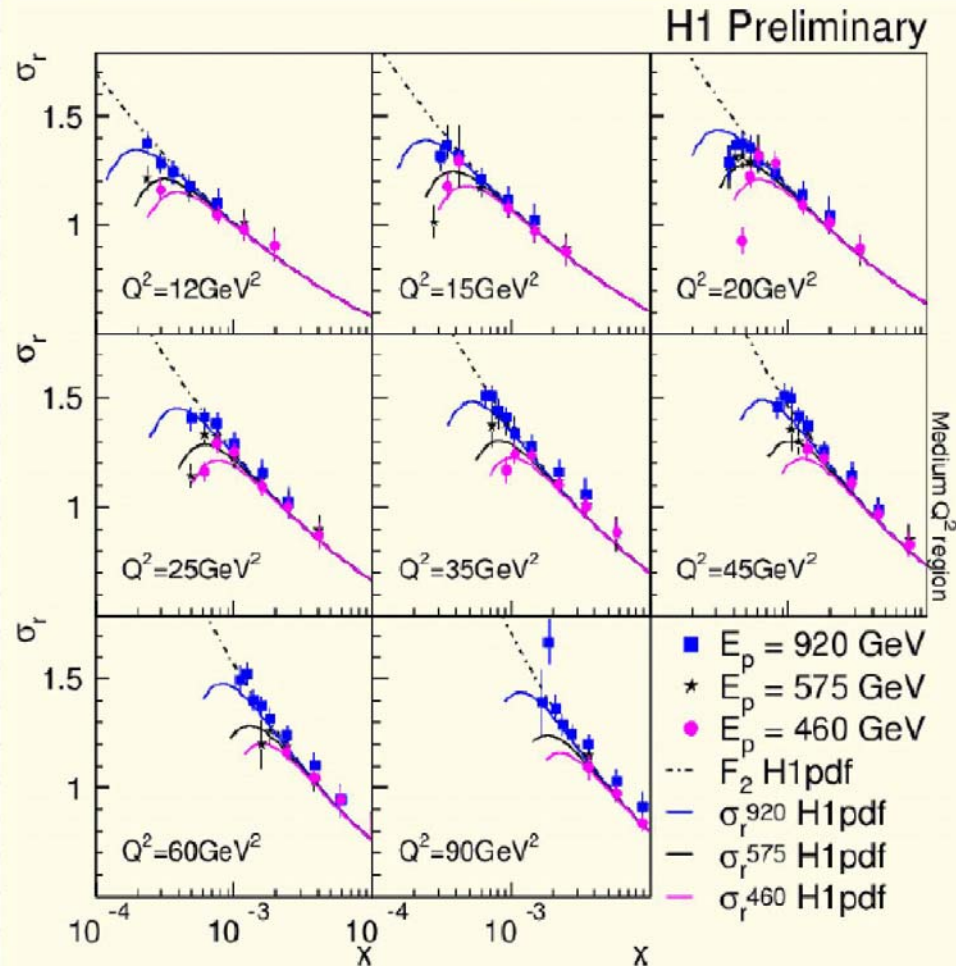 H1 Preliminary
σr
1.5
1
Q²=12GeV²
Q²=15GeV²
Q²=20GeV²
σr
1.5
1
Q²=25GeV²
Q²=35GeV²
Q²=45GeV²
Medium Q² region
σr
1.5
1
Q²=60GeV²
Q²=90GeV²
Ep = 920 GeV
Ep = 575 GeV
Ep = 460 GeV
F2 H1pdf
σr920 H1pdf
σr575 H1pdf
σr460 H1pdf
10-4 10-3 10 10-3
x x